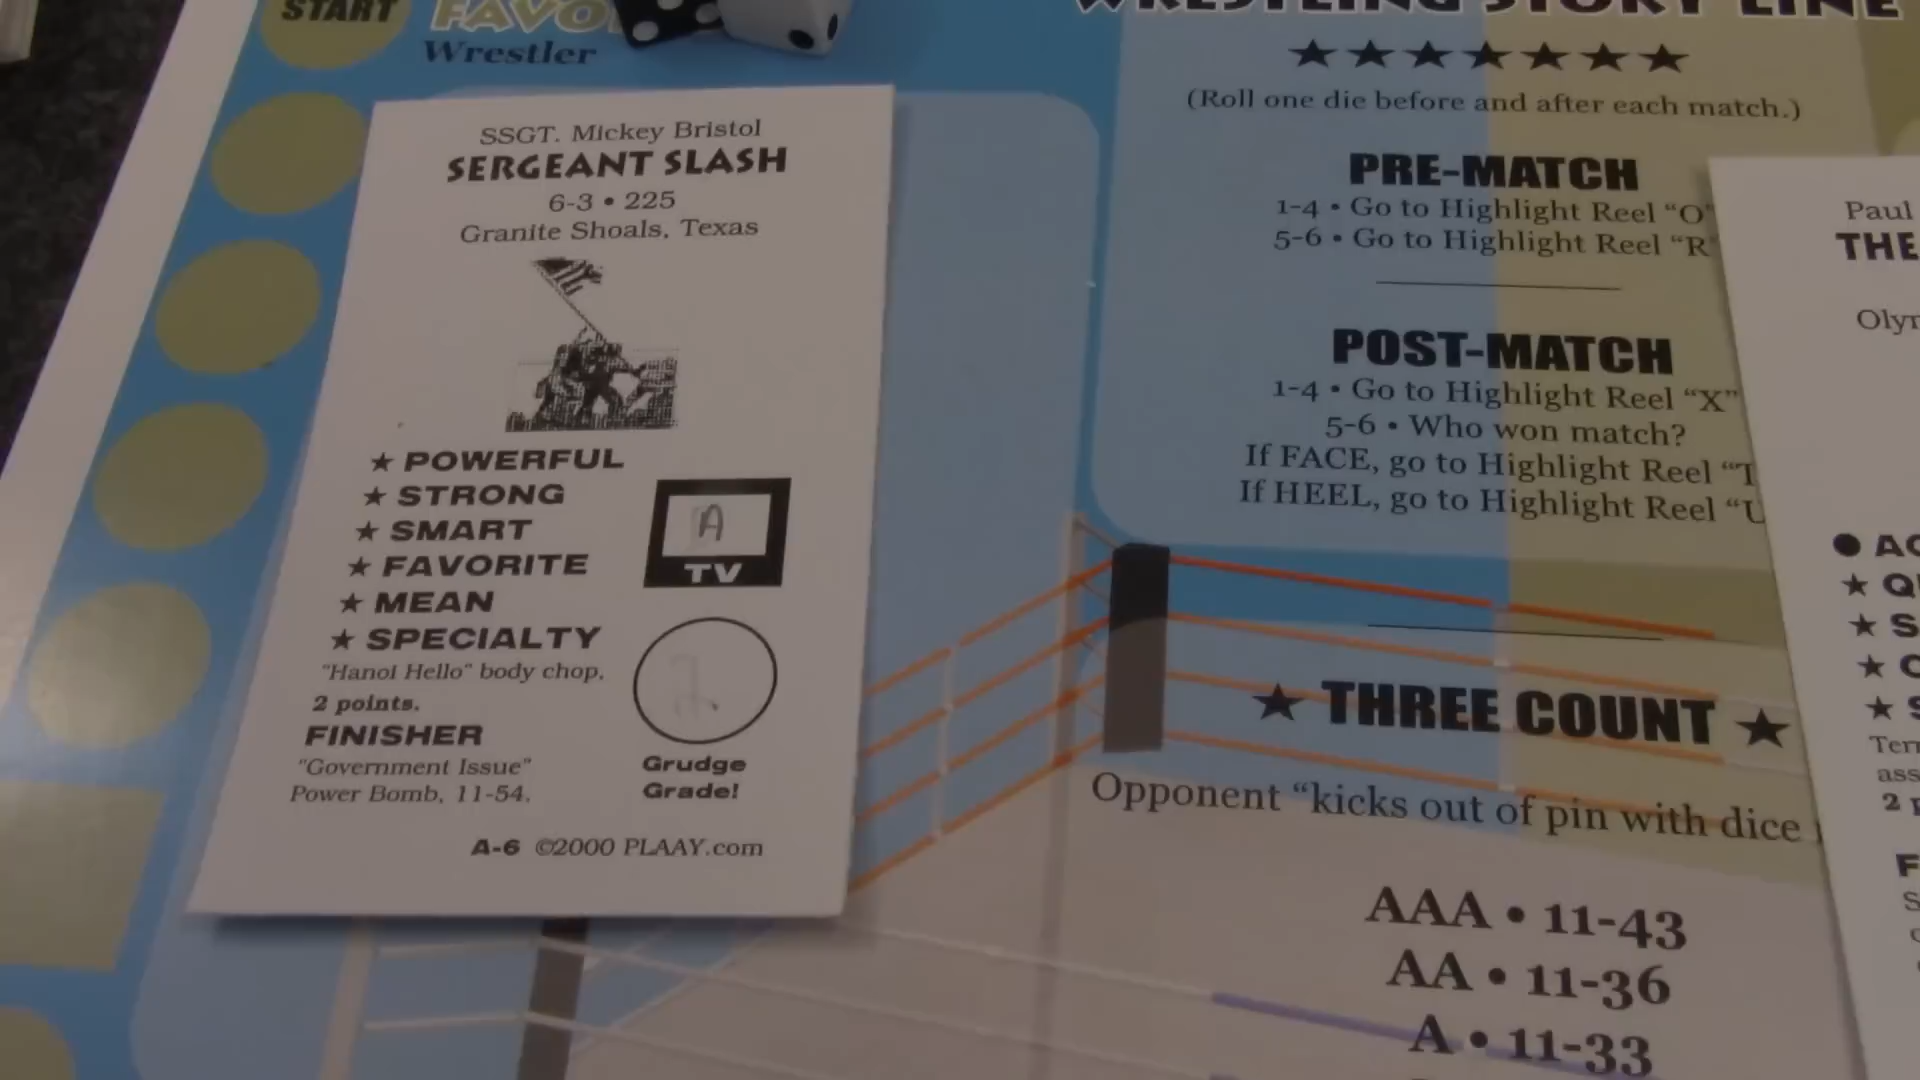 START
Wrestler
WRESTLING STORY LINE
(Roll one die before and after each match.)
PRE-MATCH
1-4 • Go to Highlight Reel “O”
5-6 • Go to Highlight Reel “R”
POST-MATCH
1-4 • Go to Highlight Reel “X”
5-6 • Who won match?
If FACE, go to Highlight Reel “T
If HEEL, go to Highlight Reel “U
★ THREE COUNT ★
Opponent “kicks out of pin with dice
AAA • 11-43
AA • 11-36
A • 11-33
SSGT. Mickey Bristol
SERGEANT SLASH
6-3 • 225
Granite Shoals, Texas
★ POWERFUL
★ STRONG
★ SMART
★ FAVORITE
★ MEAN
★ SPECIALTY
"Hanoi Hello" body chop,
2 points.
FINISHER
"Government Issue"
Power Bomb, 11-54.
A
TV
Grudge
Grade!
A-6 ©2000 PLAAY.com
Paul
THE